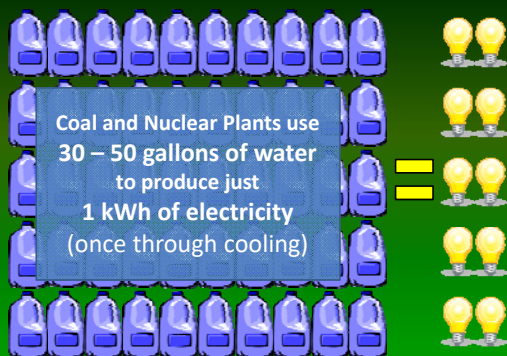 Coal and Nuclear Plants use
30 – 50 gallons of water
to produce just
1 kWh of electricity
(once through cooling)